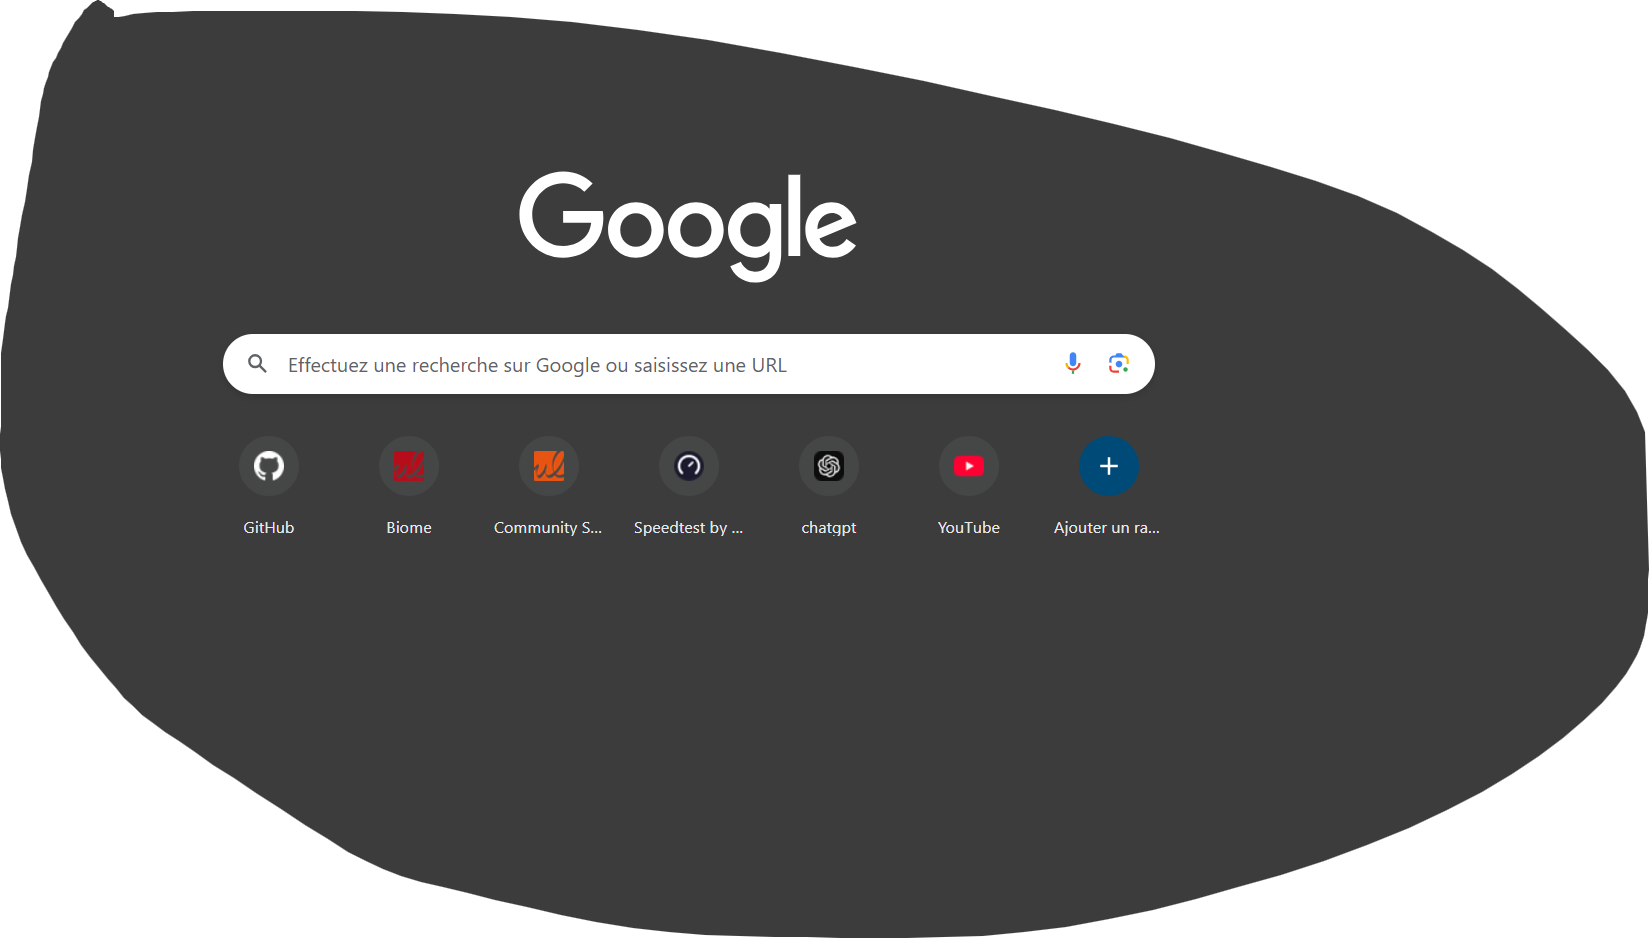 Google
Effectuez une recherche sur Google ou saisissez une URL
GitHub
Biome
Community S...
Speedtest by ...
chatgpt
YouTube
Ajouter un ra...